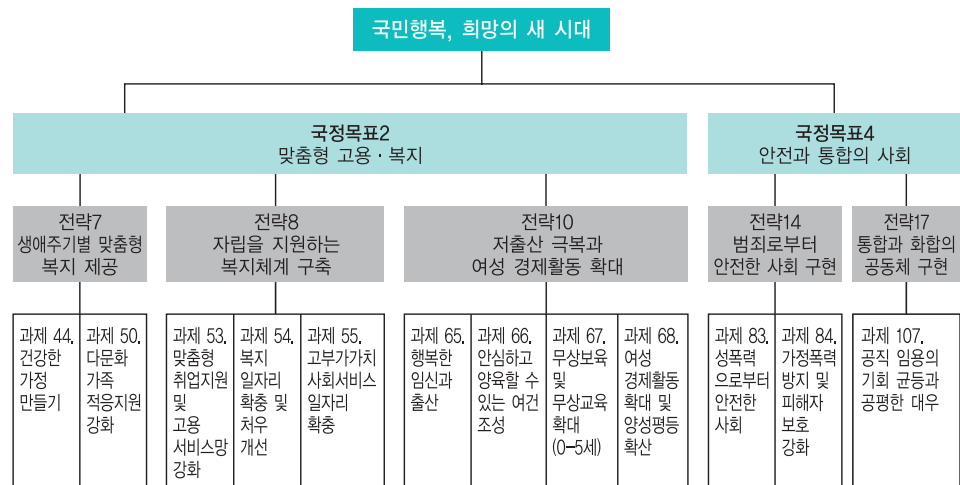 국민행복, 희망의 새 시대
국정목표2
맞춤형 고용 · 복지
국정목표4
안전과 통합의 사회
전략7
생애주기별 맞춤형
복지 제공
전략8
자립을 지원하는
복지체계 구축
전략10
저출산 극복과
여성 경제활동 확대
전략14
범죄로부터
안전한 사회 구현
전략17
통합과 화합의
공동체 구현
과제 44.
건강한
가정
만들기
과제 50.
다문화
가족
적응지원
강화
과제 53.
맞춤형
취업지원
및
고용
서비스망
강화
과제 54.
복지
일자리
확충 및
처우
개선
과제 55.
고부가가치
사회서비스
일자리
확충
과제 65.
행복한
임신과
출산
과제 66.
안심하고
양육할 수
있는 여건
조성
과제 67.
무상보육
및
무상교육
확대
(0–5세)
과제 68.
여성
경제활동
확대 및
양성평등
확산
과제 83.
성폭력
으로부터
안전한
사회
과제 84.
가정폭력
방지 및
피해자
보호
강화
과제 107.
공직 임용의
기회 균등과
공평한 대우